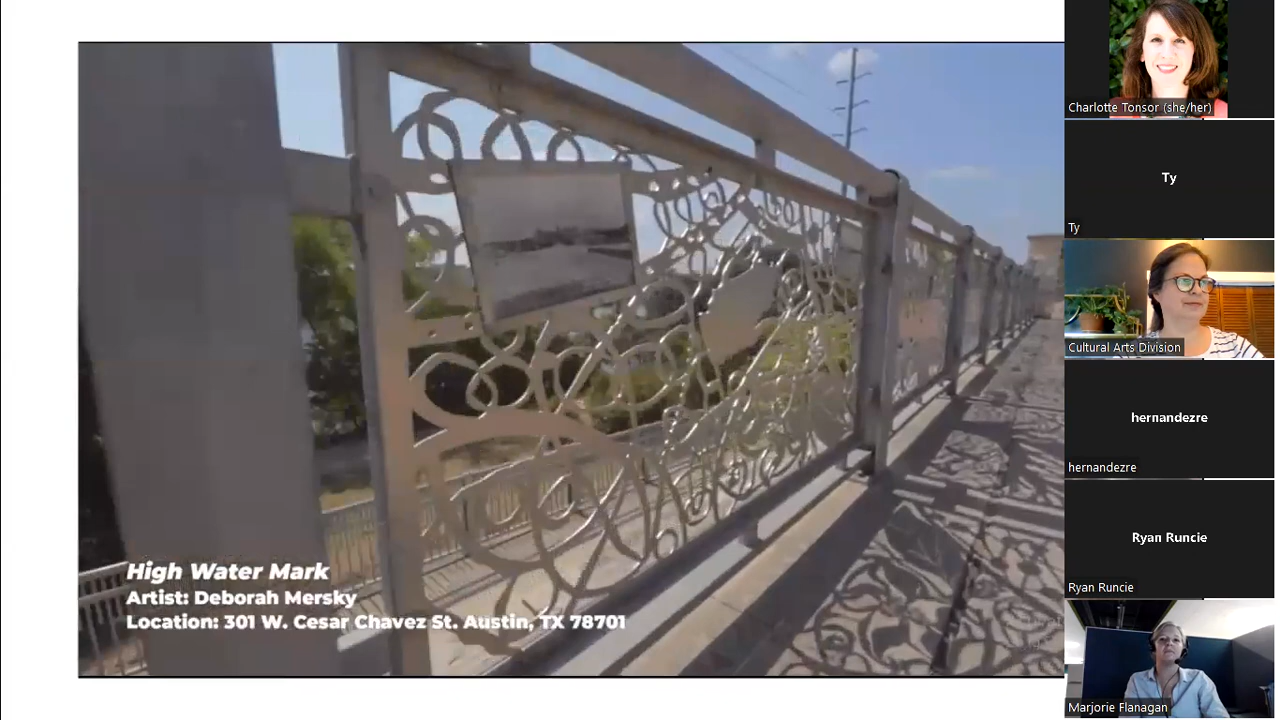 High Water Mark
Artist: Deborah Mersky
Location: 301 W. Cesar Chavez St. Austin, TX 78701
Charlotte Tonsor (she/her)
Ty
Ty
Cultural Arts Division
hernandezre
hernandezre
Ryan Runcie
Ryan Runcie
Marjorie Flanagan